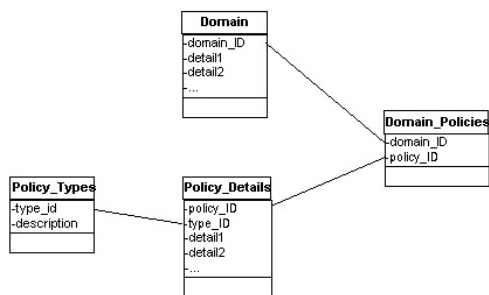 Domain
-domain_ID
-detail1
-detail2
-...
Domain_Policies
-domain_ID
-policy_ID
Policy_Types
-type_id
-description
Policy_Details
-policy_ID
-type_ID
-detail1
-detail2
-...